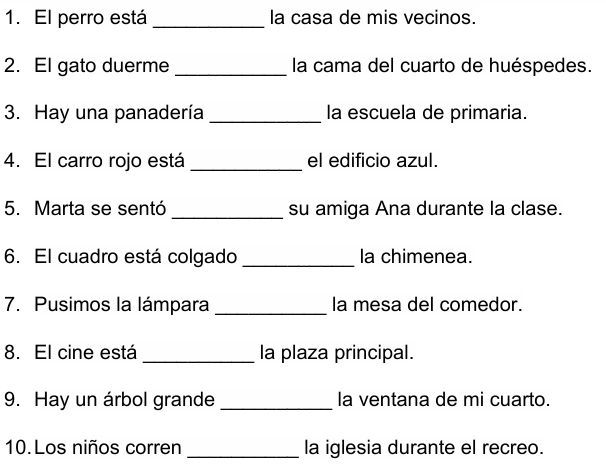 1. El perro está __________ la casa de mis vecinos.
2. El gato duerme __________ la cama del cuarto de huéspedes.
3. Hay una panadería __________ la escuela de primaria.
4. El carro rojo está __________ el edificio azul.
5. Marta se sentó __________ su amiga Ana durante la clase.
6. El cuadro está colgado __________ la chimenea.
7. Pusimos la lámpara __________ la mesa del comedor.
8. El cine está __________ la plaza principal.
9. Hay un árbol grande __________ la ventana de mi cuarto.
10. Los niños corren __________ la iglesia durante el recreo.